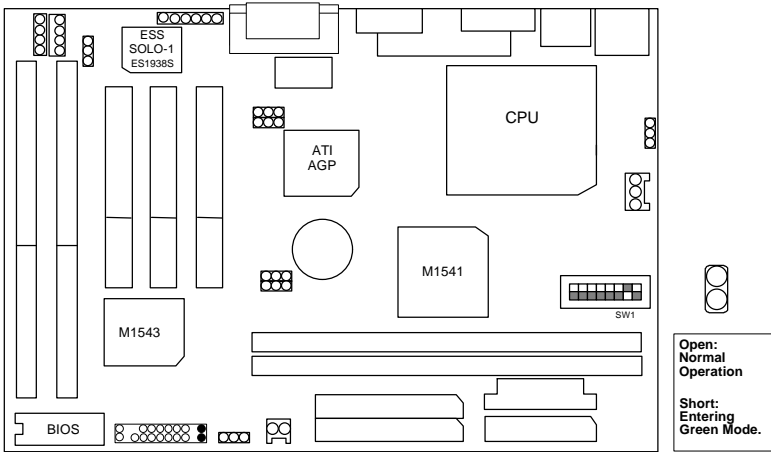 ESS
SOLO-1
ES1938S
CPU
ATI
AGP
M1541
SW1
M1543
Open:
Normal
Operation
Short:
Entering
Green Mode.
BIOS